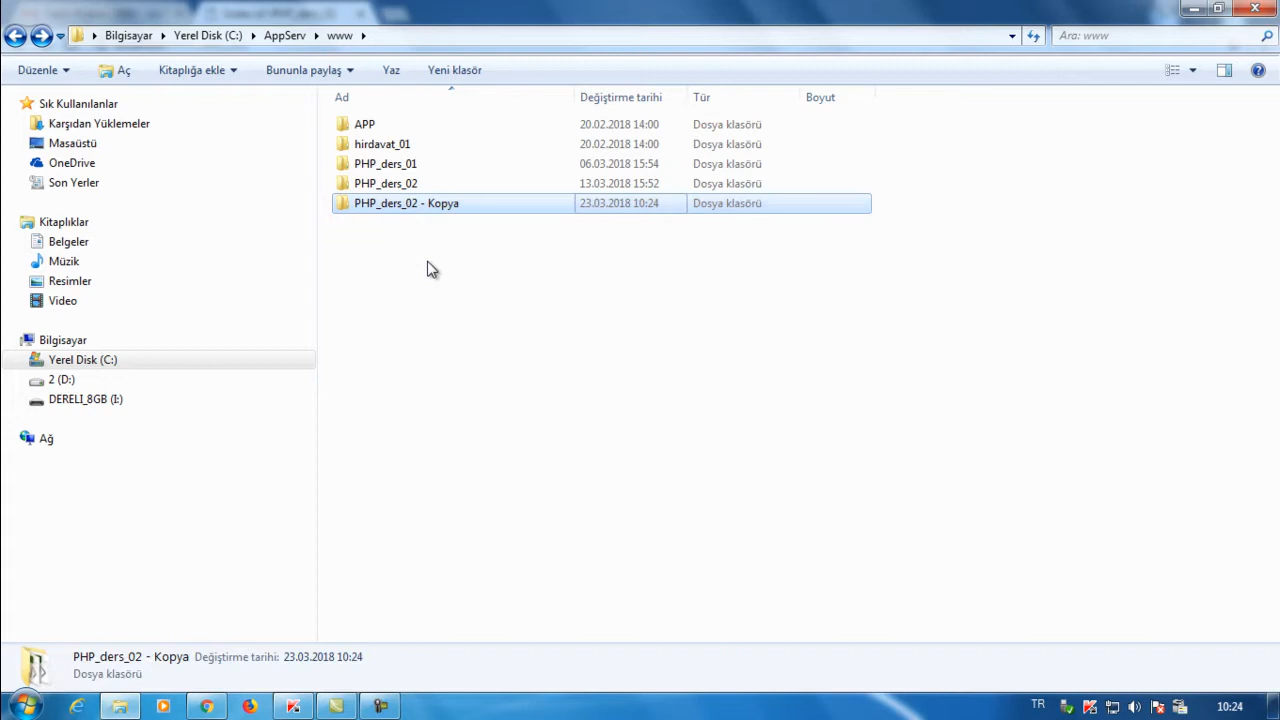 Bilgisayar Yerel Disk (C:) AppServ www Ara: www
Düzenle Aç Kitaplığa ekle Bununla paylaş Yaz Yeni klasör
Ad Değiştirme tarihi Tür Boyut
APP 20.02.2018 14:00 Dosya klasörü
hirdavat_01 20.02.2018 14:00 Dosya klasörü
PHP_ders_01 06.03.2018 15:54 Dosya klasörü
PHP_ders_02 13.03.2018 15:52 Dosya klasörü
PHP_ders_02 - Kopya 23.03.2018 10:24 Dosya klasörü
Sık Kullanılanlar
Karşıdan Yüklemeler
Masaüstü
OneDrive
Son Yerler
Kitaplıklar
Belgeler
Müzik
Resimler
Video
Bilgisayar
Yerel Disk (C:)
2 (D:)
DERELI_8GB (I:)
Ağ
PHP_ders_02 - Kopya Değiştirme tarihi: 23.03.2018 10:24
Dosya klasörü
TR 10:24